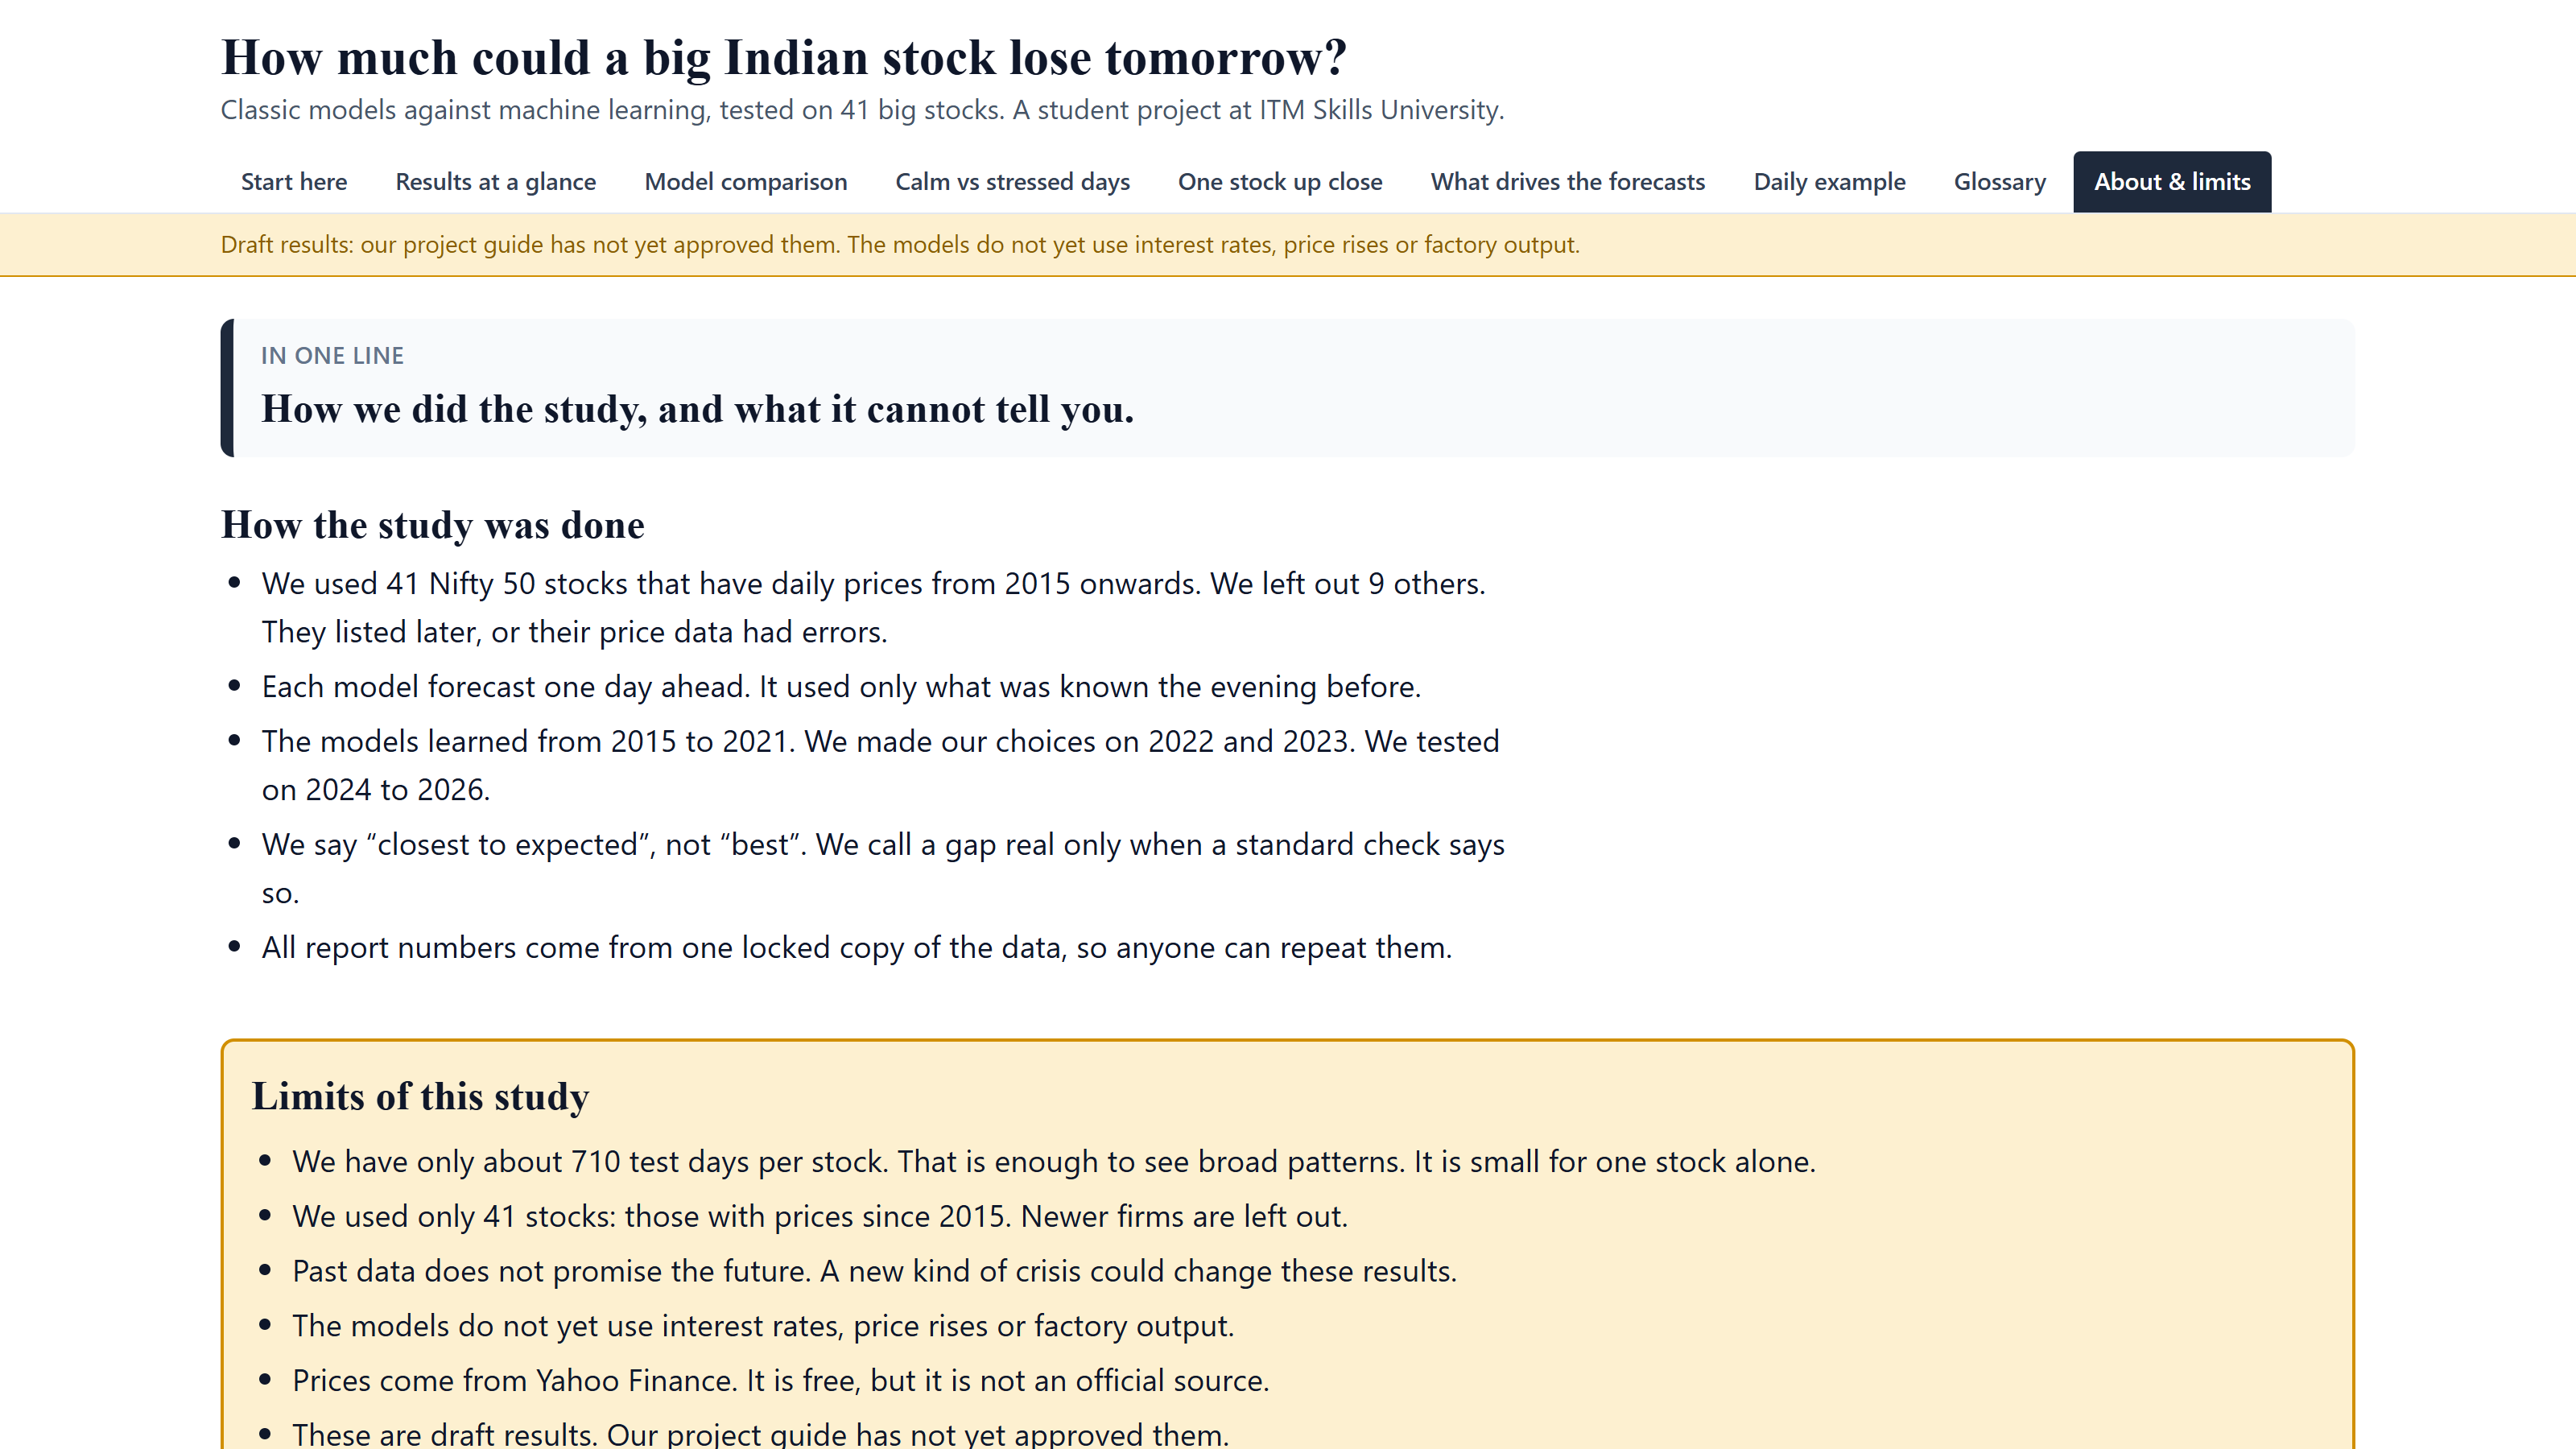 How much could a big Indian stock lose tomorrow?
Classic models against machine learning, tested on 41 big stocks. A student project at ITM Skills University.
Start here Results at a glance Model comparison Calm vs stressed days One stock up close What drives the forecasts Daily example Glossary About & limits
Draft results: our project guide has not yet approved them. The models do not yet use interest rates, price rises or factory output.
IN ONE LINE
How we did the study, and what it cannot tell you.
How the study was done
• We used 41 Nifty 50 stocks that have daily prices from 2015 onwards. We left out 9 others.
They listed later, or their price data had errors.
• Each model forecast one day ahead. It used only what was known the evening before.
• The models learned from 2015 to 2021. We made our choices on 2022 and 2023. We tested
on 2024 to 2026.
• We say “closest to expected”, not “best”. We call a gap real only when a standard check says
so.
• All report numbers come from one locked copy of the data, so anyone can repeat them.
Limits of this study
• We have only about 710 test days per stock. That is enough to see broad patterns. It is small for one stock alone.
• We used only 41 stocks: those with prices since 2015. Newer firms are left out.
• Past data does not promise the future. A new kind of crisis could change these results.
• The models do not yet use interest rates, price rises or factory output.
• Prices come from Yahoo Finance. It is free, but it is not an official source.
• These are draft results. Our project guide has not yet approved them.